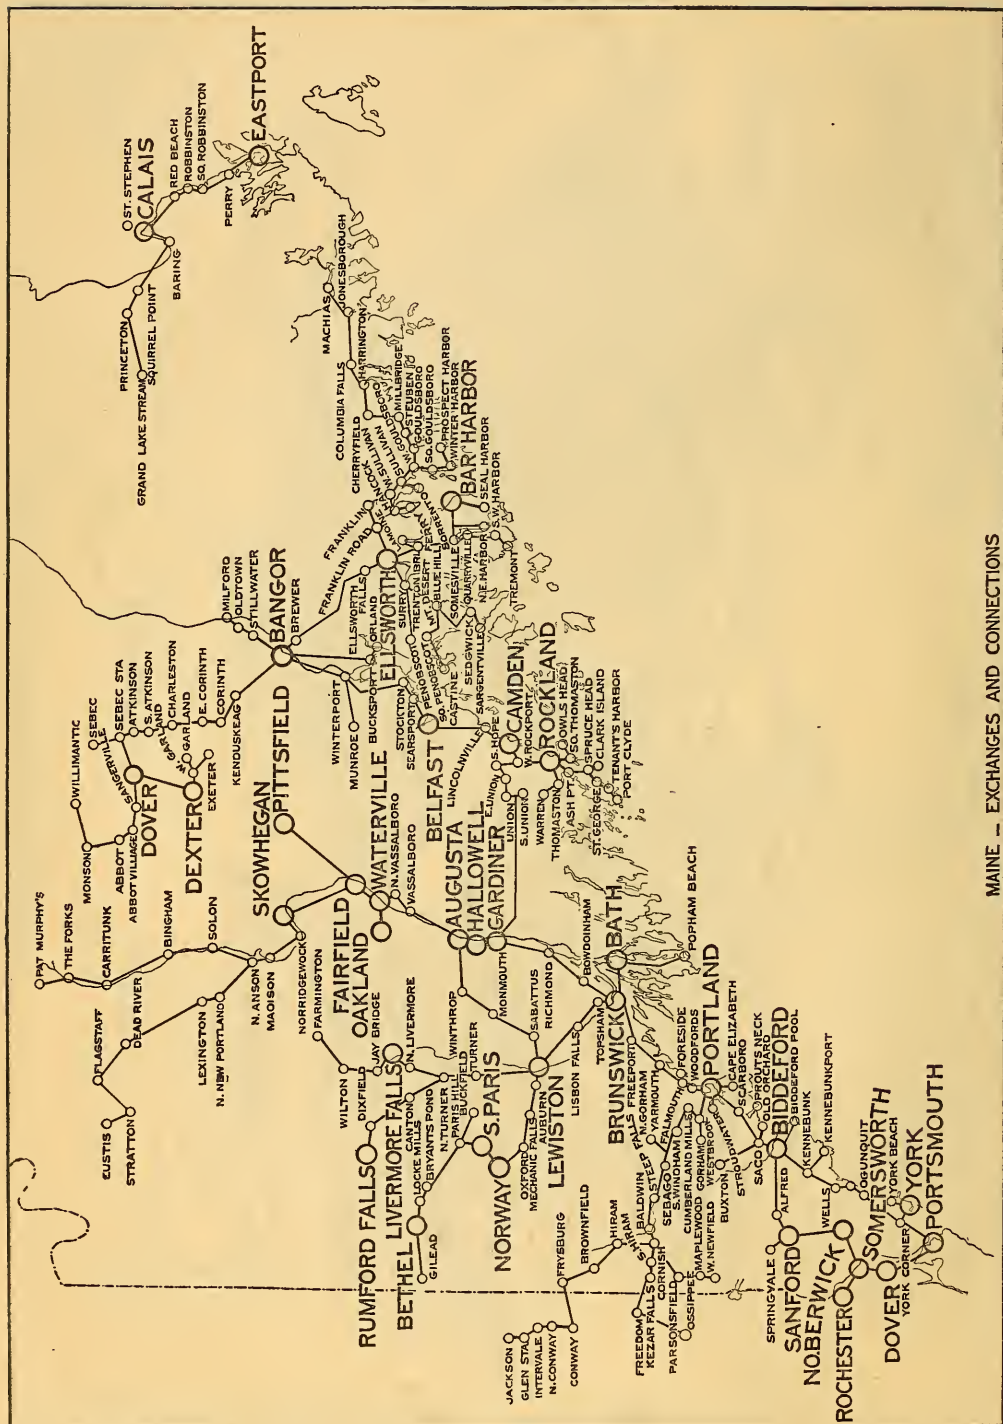 ST. STEPHEN
CALAIS
RED BEACH
ROBBINSTON
SO. ROBBINSTON
PERRY
EASTPORT
BARING
PRINCETON
SQUIRREL POINT
GRAND LAKE STREAM
MACHIAS
JONESBOROUGH
COLUMBIA FALLS
HARRINGTON
CHERRYFIELD
MILLBRIDGE
STEUBEN
W. GOULDSBORO
GOULDSBORO
SO. GOULDSBORO
PROSPECT HARBOR
WINTER HARBOR
SULLIVAN
W. SULLIVAN
HANCOCK
FRANKLIN
FRANKLIN ROAD
SORRENTO
BAR HARBOR
SEAL HARBOR
S.W. HARBOR
N.E. HARBOR
TREMONT
SOMESVILLE
QUARRYVILLE
MT. DESERT FERRY
BLUE HILL
SEDGWICK
SARGENTVILLE
ELLSWORTH
ELLSWORTH FALLS
SURRY
ORLAND
BUCKSPORT
PENOBSCOT
SO. PENOBSCOT
CASTINE
MILFORD
OLDTOWN
STILLWATER
BANGOR
BREWER
WINTERPORT
MUNROE
STOCKTON
SEARSPORT
BELFAST
LINCOLNVILLE
SEBEC
SEBEC STA
ATKINSON
S. ATKINSON
CHARLESTON
GARLAND
W. GARLAND
E. CORINTH
CORINTH
KENDUSKEAG
EXETER
WILLIMANTIC
MONSON
ABBOT
ABBOT VILLAGE
SANGERVILLE
DOVER
DEXTER
SKOWHEGAN
PITTSFIELD
FAIRFIELD
OAKLAND
WATERVILLE
N. VASSALBORO
VASSALBORO
AUGUSTA
HALLOWELL
GARDINER
S. HOPE
E. UNION
UNION
S. UNION
CAMDEN
W. ROCKPORT
ROCKLAND
OWLS HEAD
SO. THOMASTON
SPRUCE HEAD
CLARK ISLAND
TENANT'S HARBOR
PORT CLYDE
WARREN
THOMASTON
ASH PT.
ST. GEORGE
PAT MURPHY'S
THE FORKS
CARRITUNK
BINGHAM
SOLON
N. ANSON
MADISON
NORRIDGEWOCK
FARMINGTON
FLAGSTAFF
DEAD RIVER
LEXINGTON
N. NEW PORTLAND
EUSTIS
STRATTON
WILTON
DIXFIELD
JAY BRIDGE
N. LIVERMORE
LIVERMORE FALLS
RUMFORD FALLS
CANTON
N. TURNER
TURNER
BUCKFIELD
PARIS HILL
BRYANTS POND
LOCKE MILLS
BETHEL
GILEAD
S. PARIS
NORWAY
OXFORD
MECHANIC FALLS
AUBURN
LEWISTON
WINTHROP
MONMOUTH
SABATTUS
RICHMOND
LISBON FALLS
BOWDOINHAM
TOPSHAM
BRUNSWICK
BATH
POPHAM BEACH
FREEPORT
YARMOUTH
N. GORHAM
FALMOUTH
FORESIDE
WOODFORDS
PORTLAND
CAPE ELIZABETH
SCARBORO
PROUTS NECK
OLD ORCHARD
BIDDEFORD
BIDDEFORD POOL
SACO
STROUDWATER
BUXTON
WESTBROOK
GORHAM
CUMBERLAND MILLS
S. WINDHAM
SEBAGO
STEEP FALLS
BALDWIN
S. HIRAM
HIRAM
BROWNFIELD
FRYSBURG
JACKSON
GLEN STA.
INTERVALE
N. CONWAY
CONWAY
CORNISH
KEZAR FALLS
FREEDOM
PARSONSFIELD
OSSIPPEE
MAPLEWOOD
W. NEWFIELD
KENNEBUNK
KENNEBUNKPORT
ALFRED
SPRINGVALE
SANFORD
WELLS
OGUNQUIT
NO. BERWICK
SOMERSWORTH
ROCHESTER
DOVER
YORK BEACH
YORK
YORK CORNER
PORTSMOUTH
MAINE — EXCHANGES AND CONNECTIONS